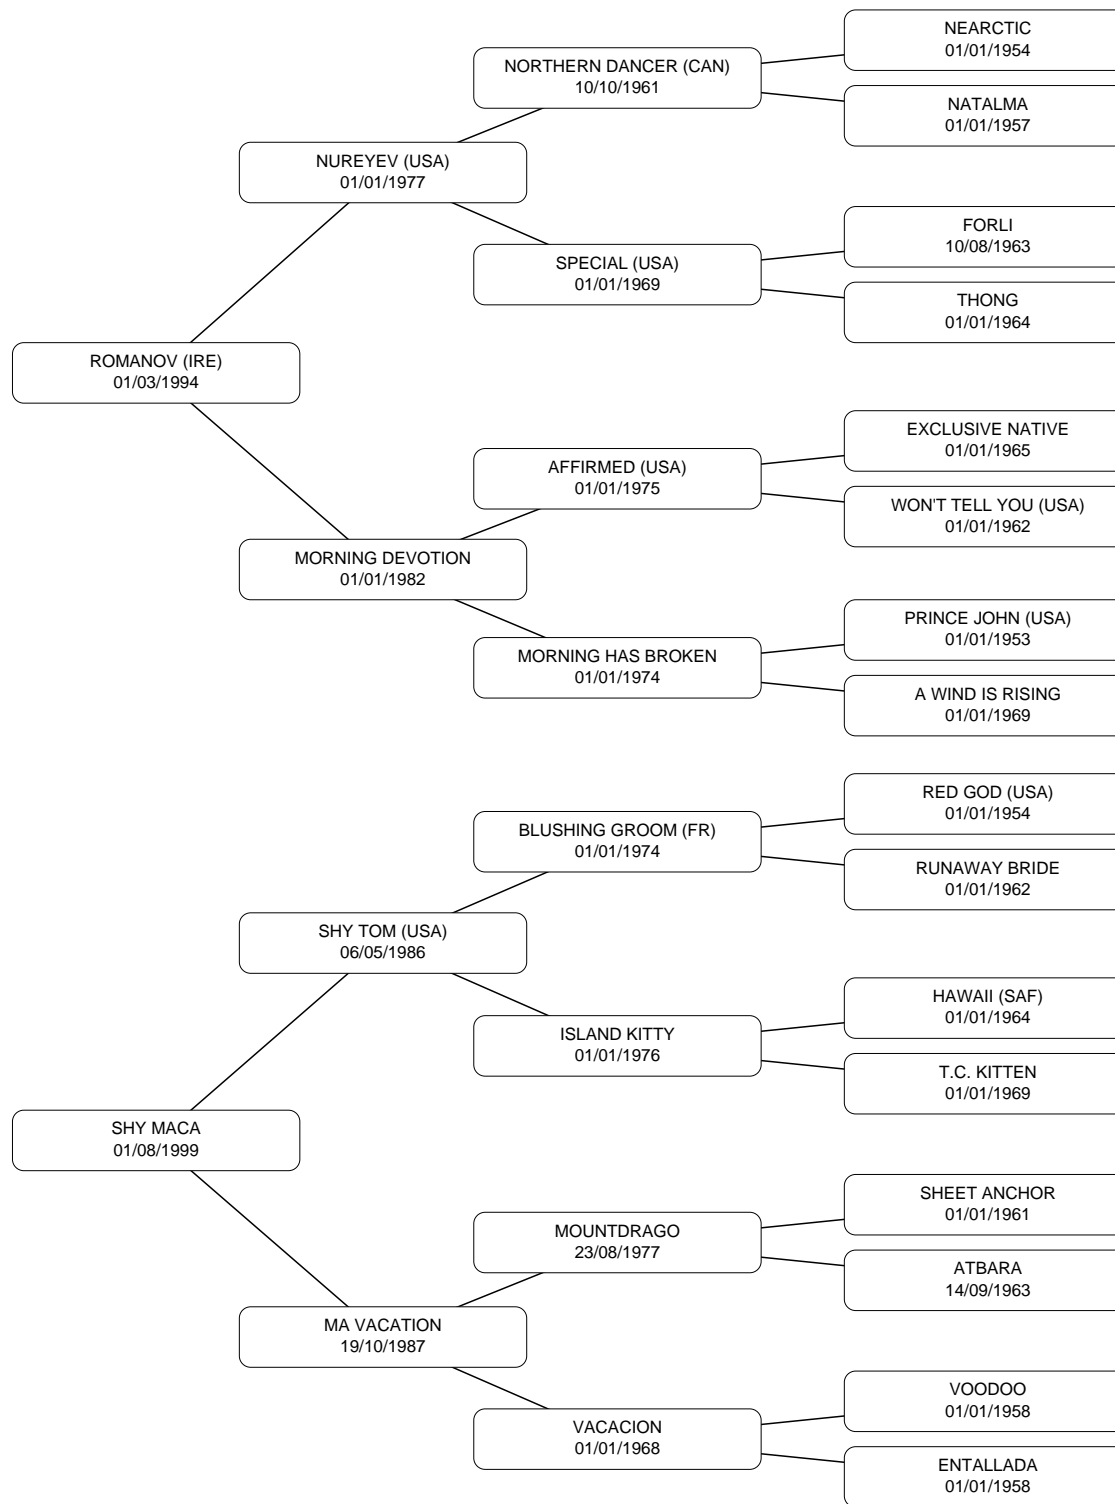 NEARCTIC
01/01/1954
NORTHERN DANCER (CAN)
10/10/1961
NATALMA
01/01/1957
NUREYEV (USA)
01/01/1977
FORLI
10/08/1963
SPECIAL (USA)
01/01/1969
THONG
01/01/1964
ROMANOV (IRE)
01/03/1994
EXCLUSIVE NATIVE
01/01/1965
AFFIRMED (USA)
01/01/1975
WON'T TELL YOU (USA)
01/01/1962
MORNING DEVOTION
01/01/1982
PRINCE JOHN (USA)
01/01/1953
MORNING HAS BROKEN
01/01/1974
A WIND IS RISING
01/01/1969
RED GOD (USA)
01/01/1954
BLUSHING GROOM (FR)
01/01/1974
RUNAWAY BRIDE
01/01/1962
SHY TOM (USA)
06/05/1986
HAWAII (SAF)
01/01/1964
ISLAND KITTY
01/01/1976
T.C. KITTEN
01/01/1969
SHY MACA
01/08/1999
SHEET ANCHOR
01/01/1961
MOUNTDRAGO
23/08/1977
ATBARA
14/09/1963
MA VACATION
19/10/1987
VOODOO
01/01/1958
VACACION
01/01/1968
ENTALLADA
01/01/1958